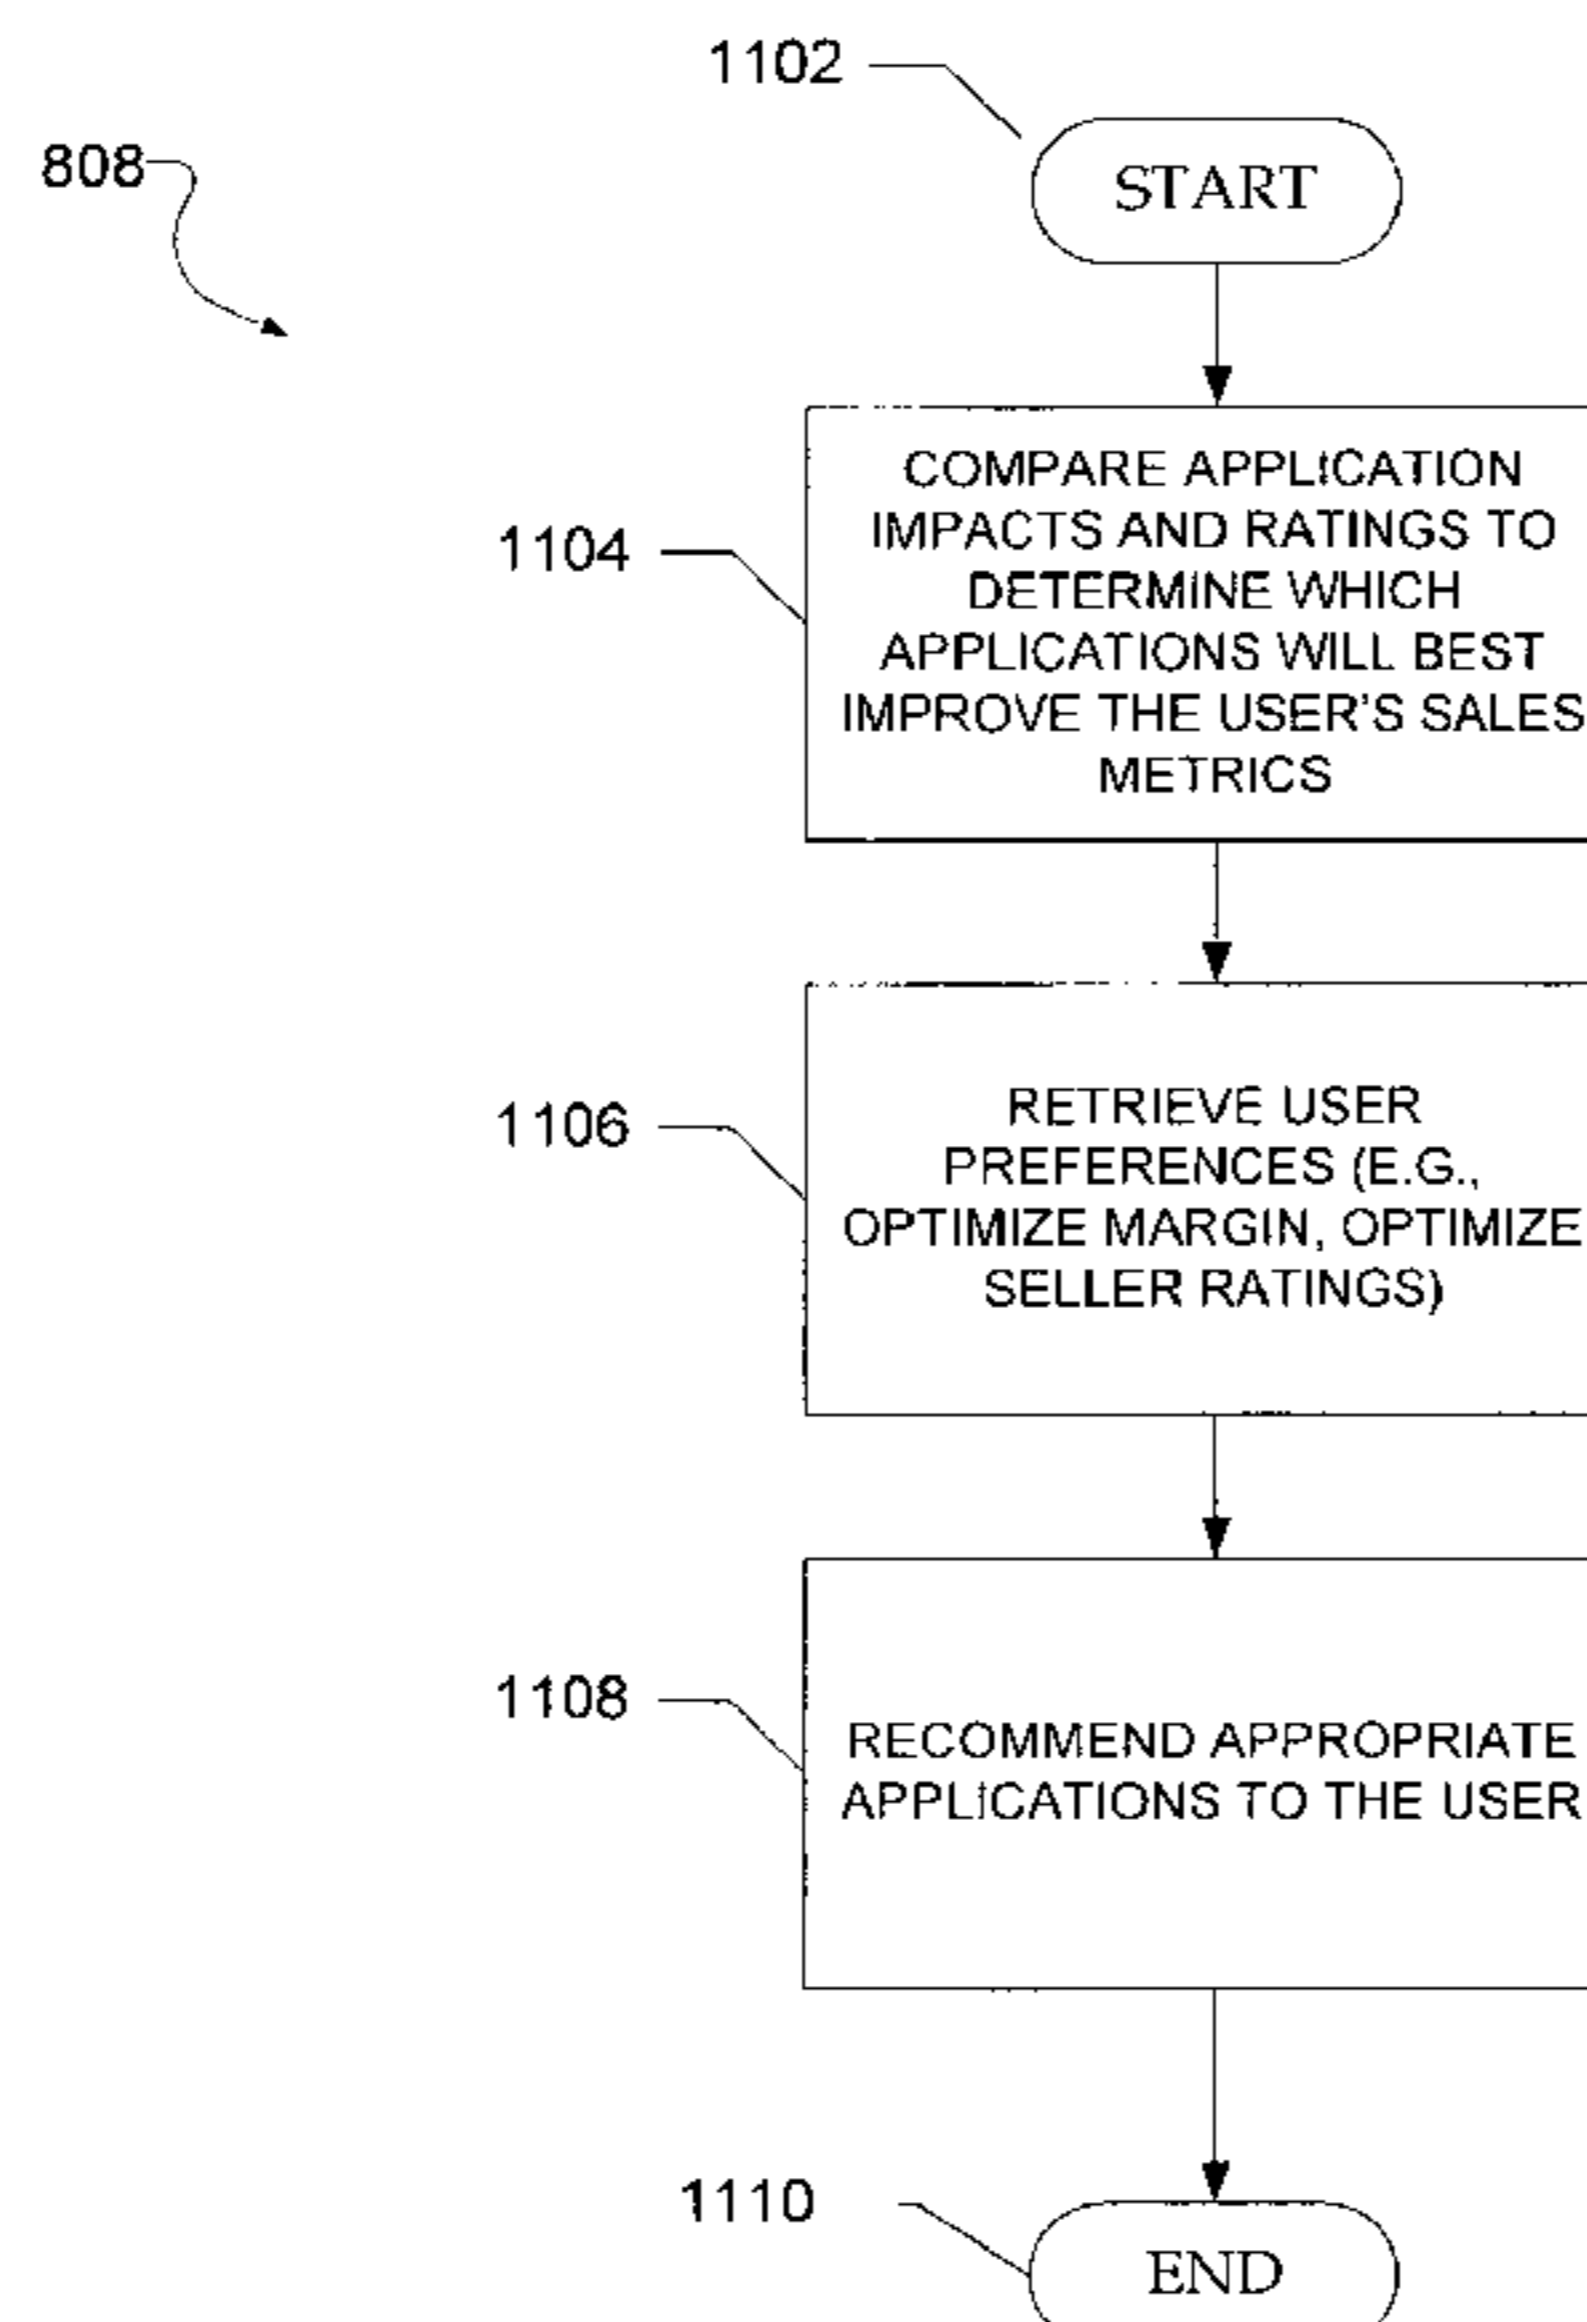 1102
808
START
COMPARE APPLICATION
IMPACTS AND RATINGS TO
1104
DETERMINE WHICH
APPLICATIONS WILL BEST
IMPROVE THE USER'S SALES
METRICS
1106
RETRIEVE USER
PREFERENCES (E.G.,
OPTIMIZE MARGIN, OPTIMIZE
SELLER RATINGS)
1108
RECOMMEND APPROPRIATE
APPLICATIONS TO THE USER
1110
END